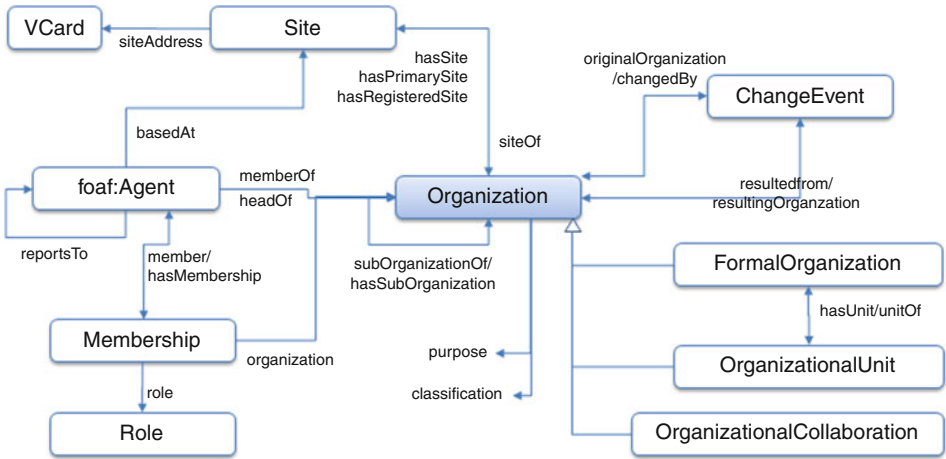 VCard
siteAddress
Site
hasSite
hasPrimarySite
hasRegisteredSite
siteOf
originalOrganization
/changedBy
ChangeEvent
basedAt
foaf:Agent
memberOf
headOf
Organization
resultedfrom/
resultingOrganzation
reportsTo
member/
hasMembership
subOrganizationOf/
hasSubOrganization
FormalOrganization
hasUnit/unitOf
Membership
organization
purpose
OrganizationalUnit
role
classification
Role
OrganizationalCollaboration